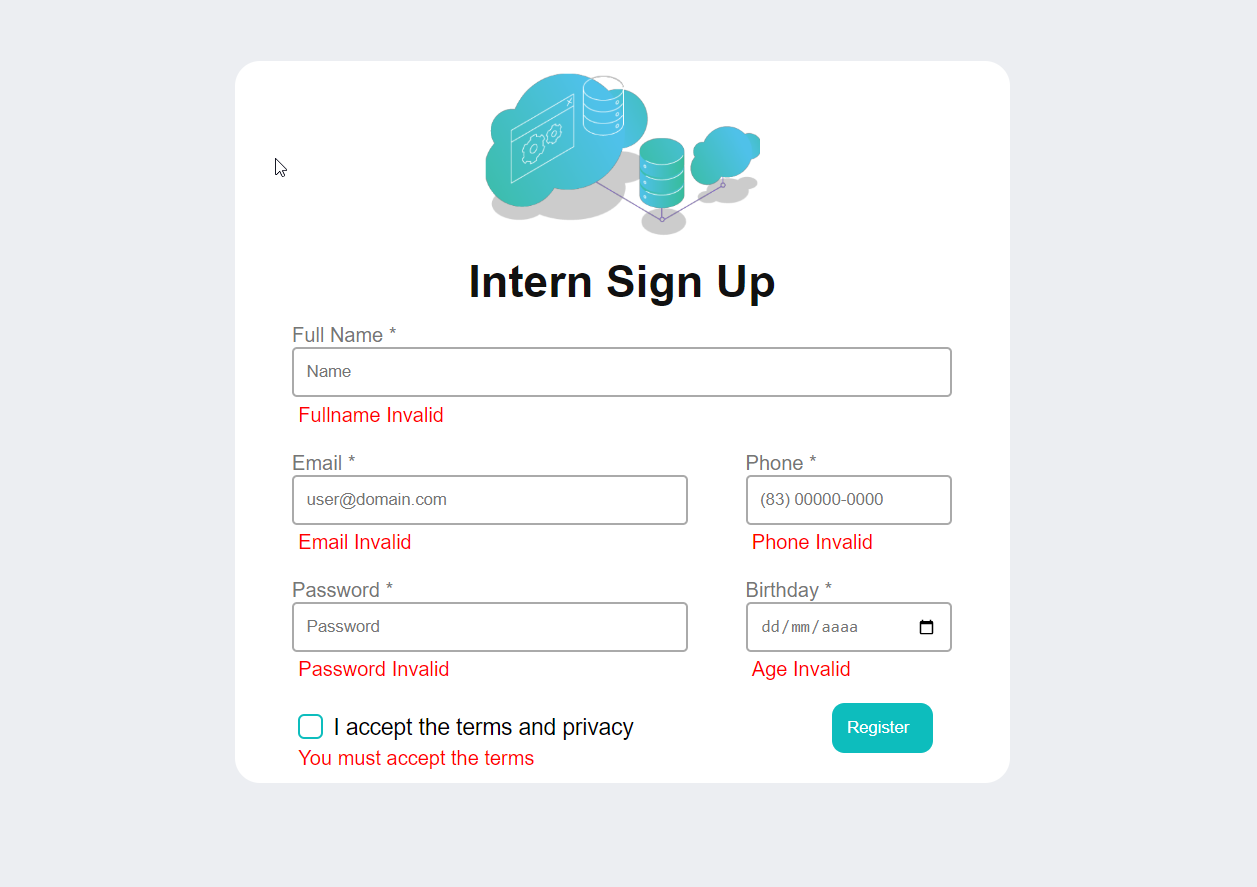 Intern Sign Up
Full Name *
Name
Fullname Invalid
Email *
Phone *
user@domain.com
(83) 00000-0000
Email Invalid
Phone Invalid
Password *
Birthday *
Password
dd/mm/aaaa
Password Invalid
Age Invalid
I accept the terms and privacy
Register
You must accept the terms